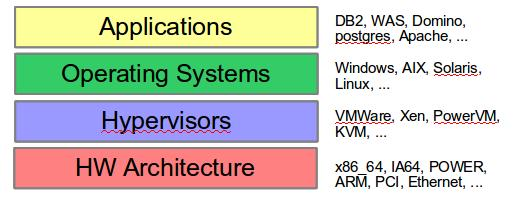 Applications
DB2, WAS, Domino,
postgres, Apache, ...
Operating Systems
Windows, AIX, Solaris,
Linux, ...
Hypervisors
VMWare, Xen, PowerVM,
KVM, ...
HW Architecture
x86_64, IA64, POWER,
ARM, PCI, Ethernet, ...